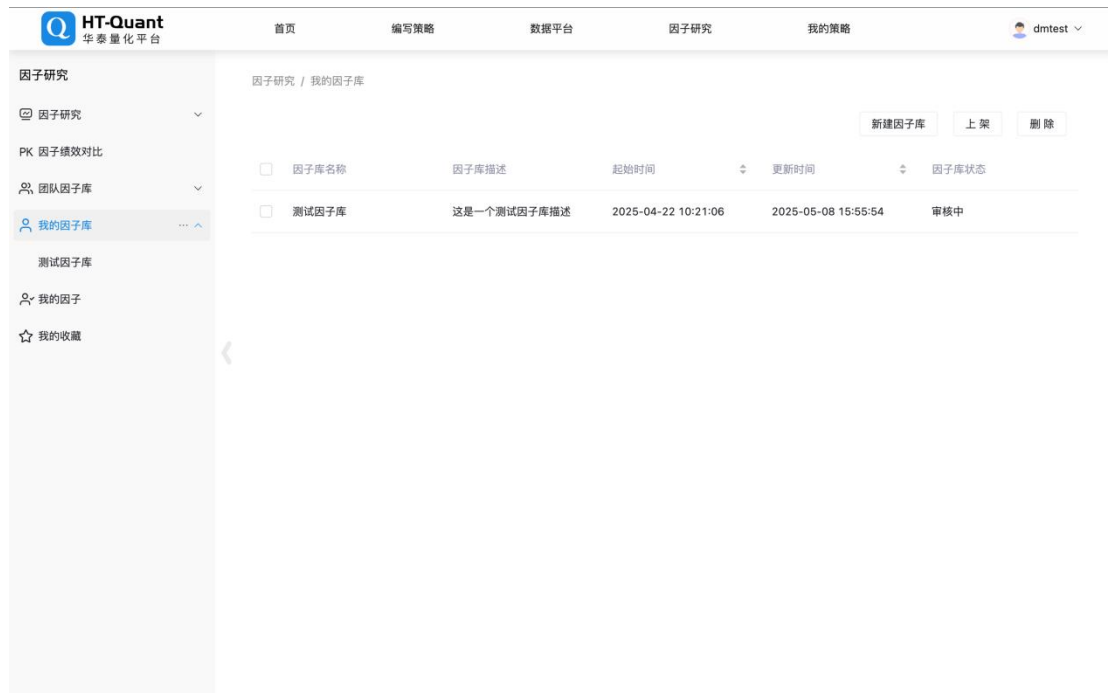 HT-Quant
华泰量化平台
首页 编写策略 数据平台 因子研究 我的策略 dmtest
因子研究
因子研究
PK 因子绩效对比
团队因子库
我的因子库 ...
测试因子库
我的因子
我的收藏
因子研究 / 我的因子库
新建因子库 上架 删除
因子库名称 因子库描述 起始时间 更新时间 因子库状态
测试因子库 这是一个测试因子库描述 2025-04-22 10:21:06 2025-05-08 15:55:54 审核中